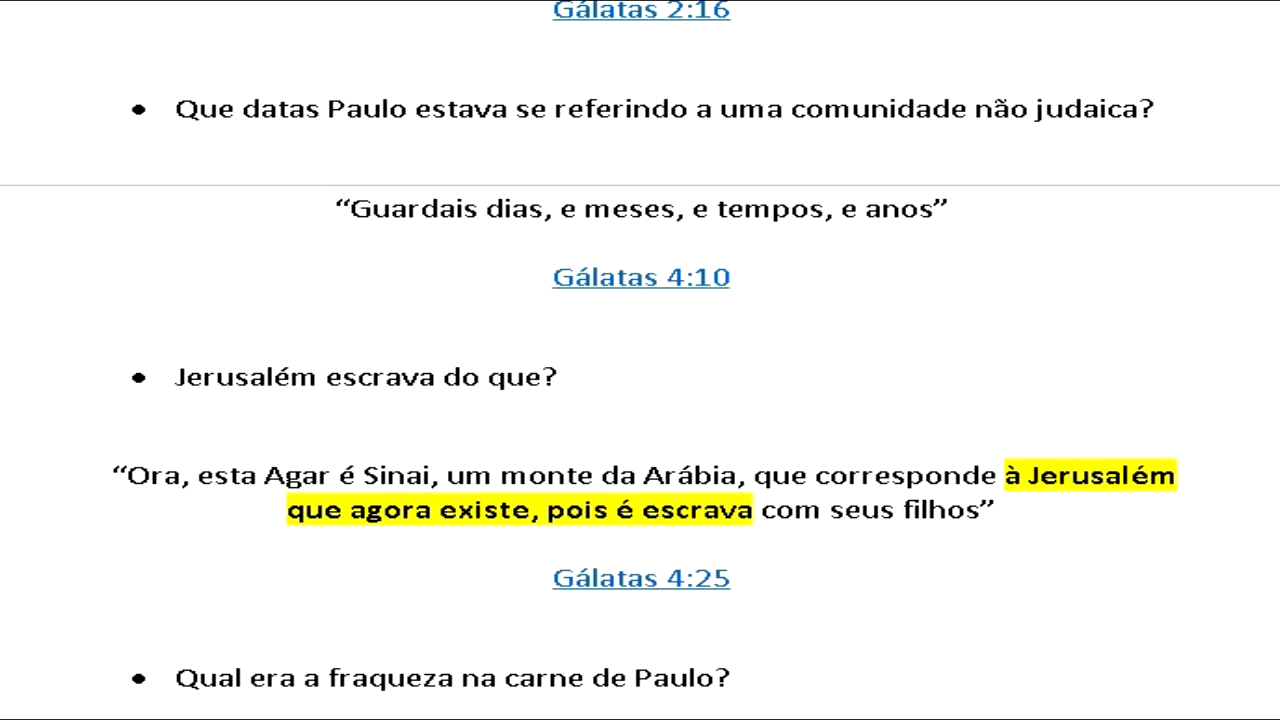 Gálatas 2:16
• Que datas Paulo estava se referindo a uma comunidade não judaica?
“Guardais dias, e meses, e tempos, e anos”
Gálatas 4:10
• Jerusalém escrava do que?
“Ora, esta Agar é Sinai, um monte da Arábia, que corresponde à Jerusalém
que agora existe, pois é escrava com seus filhos”
Gálatas 4:25
• Qual era a fraqueza na carne de Paulo?